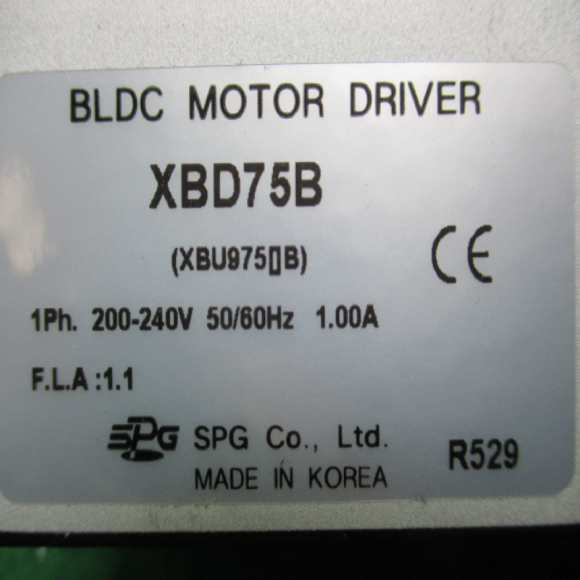 BLDC MOTOR DRIVER
XBD75B
(XBU975▯B)
CE
1Ph. 200-240V 50/60Hz 1.00A
F.L.A :1.1
SPG SPG Co., Ltd.
MADE IN KOREA
R529